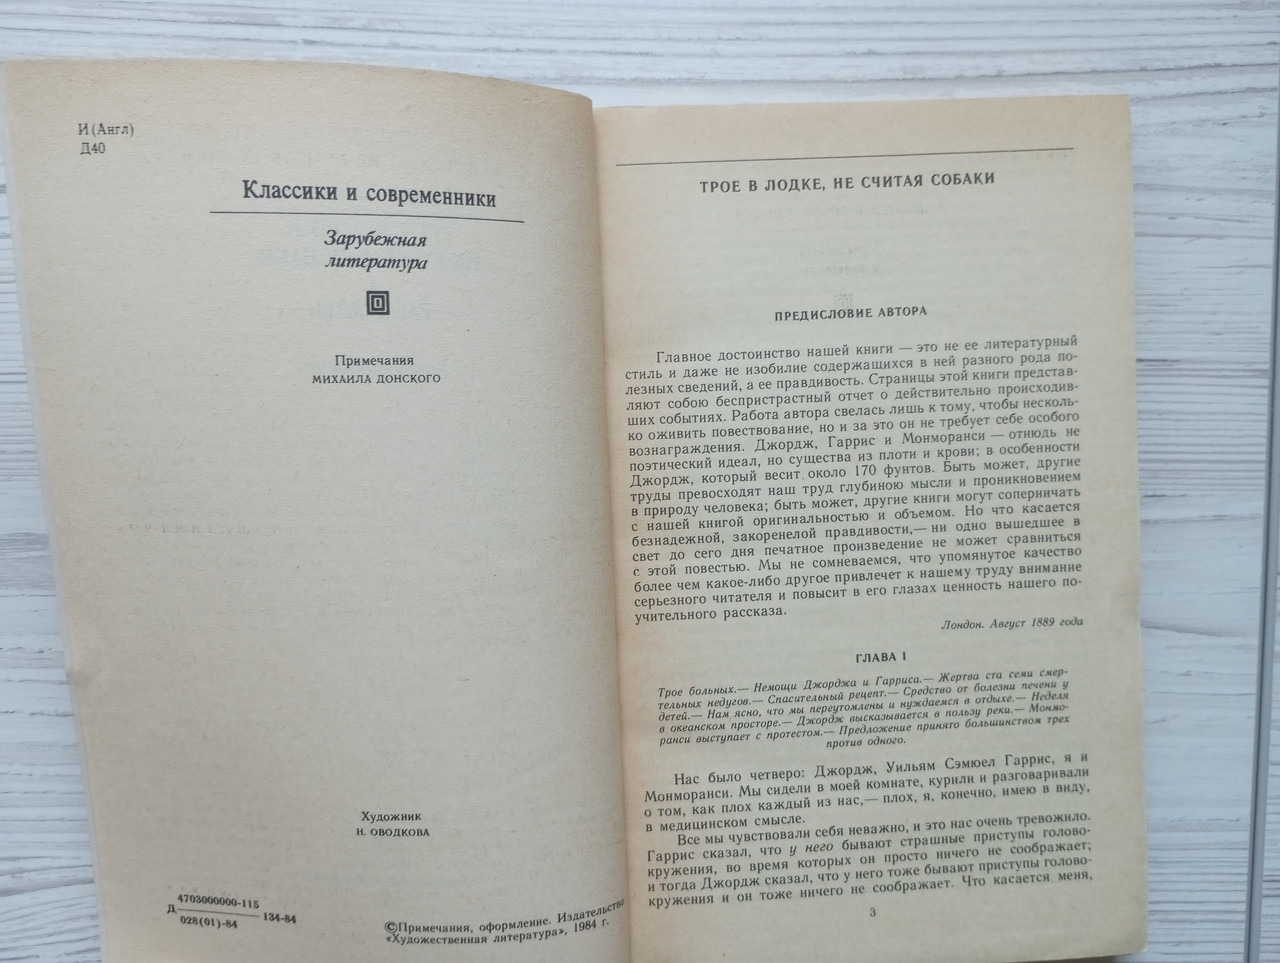 И(Англ)
Д40
Классики и современники
Зарубежная
литература
Примечания
МИХАИЛА ДОНСКОГО
Художник
Н. ОВОДКОВА
4703000000-115
Д
134-84
028(01)-84
©Примечания, оформление. Издательство
«Художественная литература», 1984 г.
ТРОЕ В ЛОДКЕ, НЕ СЧИТАЯ СОБАКИ
ПРЕДИСЛОВИЕ АВТОРА
Главное достоинство нашей книги — это не ее литературный
стиль и даже не изобилие содержащихся в ней разного рода по-
лезных сведений, а ее правдивость. Страницы этой книги представ-
ляют собою беспристрастный отчет о действительно происходив-
ших событиях. Работа автора свелась лишь к тому, чтобы несколь-
ко оживить повествование, но и за это он не требует себе особого
вознаграждения. Джордж, Гаррис и Монморанси — отнюдь не
поэтический идеал, но существа из плоти и крови; в особенности
Джордж, который весит около 170 фунтов. Быть может, другие
труды превосходят наш труд глубиною мысли и проникновением
в природу человека; быть может, другие книги могут соперничать
с нашей книгой оригинальностью и объемом. Но что касается
безнадежной, закоренелой правдивости,— ни одно вышедшее в
свет до сего дня печатное произведение не может сравниться
с этой повестью. Мы не сомневаемся, что упомянутое качество
более чем какое-либо другое привлечет к нашему труду внимание
серьезного читателя и повысит в его глазах ценность нашего по-
учительного рассказа.
Лондон. Август 1889 года
ГЛАВА I
Трое больных.— Немощи Джорджа и Гарриса.— Жертва ста семи смер-
тельных недугов.— Спасительный рецепт.— Средство от болезни печени у
детей.— Нам ясно, что мы переутомлены и нуждаемся в отдыхе.— Неделя
в океанском просторе.— Джордж высказывается в пользу реки.— Монмо-
ранси выступает с протестом.— Предложение принято большинством трех
против одного.
Нас было четверо: Джордж, Уильям Сэмюел Гаррис, я и
Монморанси. Мы сидели в моей комнате, курили и разговаривали
о том, как плох каждый из нас,— плох, я, конечно, имею в виду,
в медицинском смысле.
Все мы чувствовали себя неважно, и это нас очень тревожило.
Гаррис сказал, что у него бывают страшные приступы голово-
кружения, во время которых он просто ничего не соображает;
и тогда Джордж сказал, что у него тоже бывают приступы голово-
кружения и он тоже ничего не соображает. Что касается меня,
3